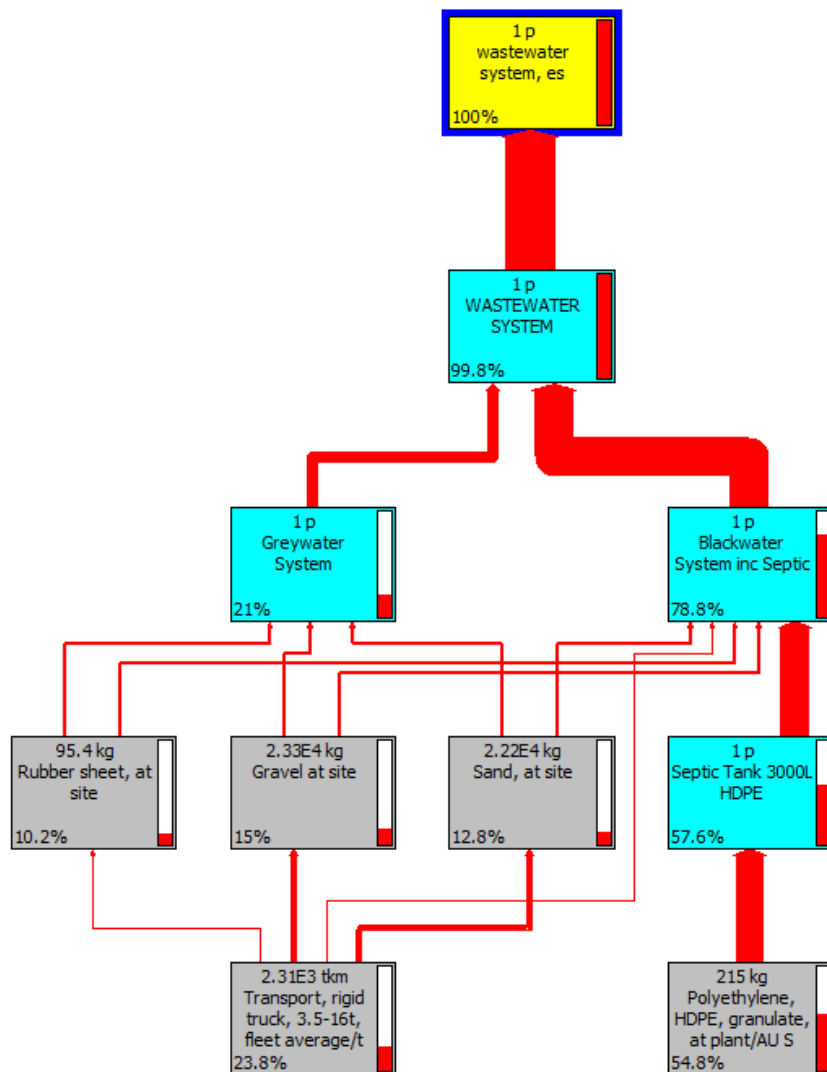 1 p
wastewater
system, es
100%
1 p
WASTEWATER
SYSTEM
99.8%
1 p
Greywater
System
21%
1 p
Blackwater
System inc Septic
78.8%
95.4 kg
Rubber sheet, at
site
10.2%
2.33E4 kg
Gravel at site
15%
2.22E4 kg
Sand, at site
12.8%
1 p
Septic Tank 3000L
HDPE
57.6%
2.31E3 tkm
Transport, rigid
truck, 3.5-16t,
fleet average/t
23.8%
215 kg
Polyethylene,
HDPE, granulate,
at plant/AU S
54.8%